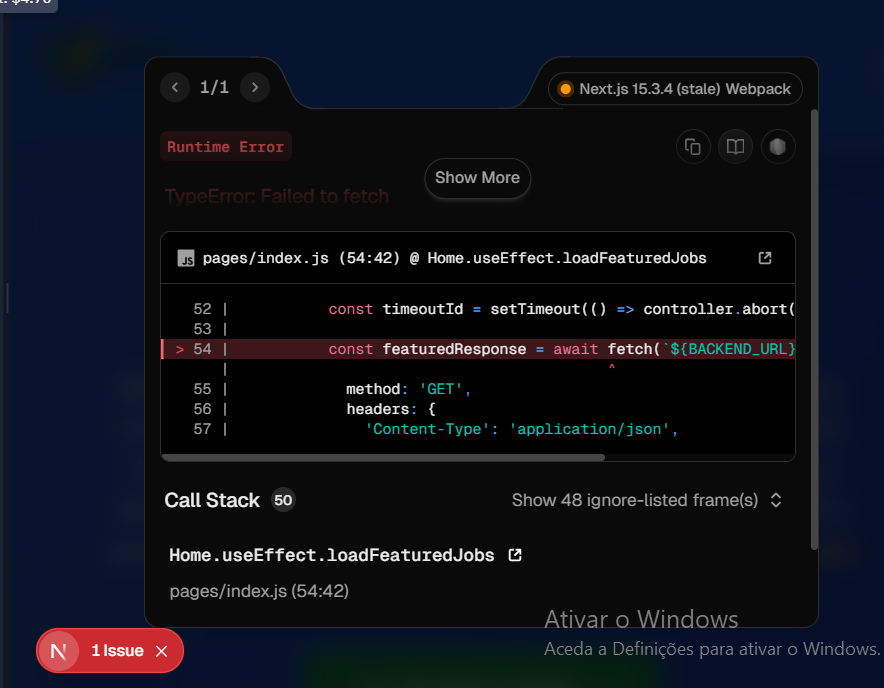 1/1
Next.js 15.3.4 (stale) Webpack
Runtime Error
TypeError: Failed to fetch
Show More
JS pages/index.js (54:42) @ Home.useEffect.loadFeaturedJobs
52 | const timeoutId = setTimeout(() => controller.abort(
53 |
> 54 | const featuredResponse = await fetch(`${BACKEND_URL}
| ^
55 | method: 'GET',
56 | headers: {
57 | 'Content-Type': 'application/json',
Call Stack 50
Show 48 ignore-listed frame(s)
Home.useEffect.loadFeaturedJobs
pages/index.js (54:42)
Ativar o Windows
Aceda a Definições para ativar o Windows.
N 1 Issue